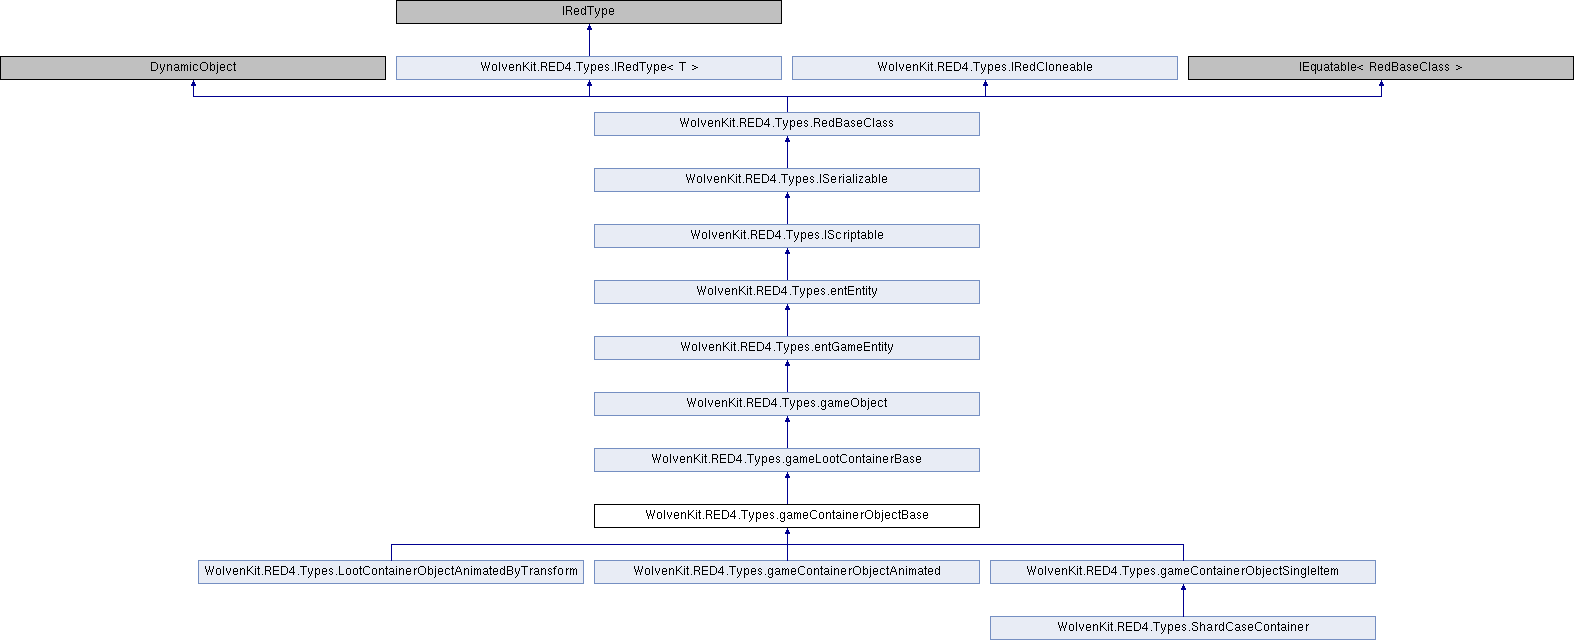 IRedType
DynamicObject
WolvenKit.RED4.Types.IRedType< T >
WolvenKit.RED4.Types.IRedCloneable
IEquatable< RedBaseClass >
WolvenKit.RED4.Types.RedBaseClass
WolvenKit.RED4.Types.ISerializable
WolvenKit.RED4.Types.IScriptable
WolvenKit.RED4.Types.entEntity
WolvenKit.RED4.Types.entGameEntity
WolvenKit.RED4.Types.gameObject
WolvenKit.RED4.Types.gameLootContainerBase
WolvenKit.RED4.Types.gameContainerObjectBase
WolvenKit.RED4.Types.LootContainerObjectAnimatedByTransform
WolvenKit.RED4.Types.gameContainerObjectAnimated
WolvenKit.RED4.Types.gameContainerObjectSingleItem
WolvenKit.RED4.Types.ShardCaseContainer